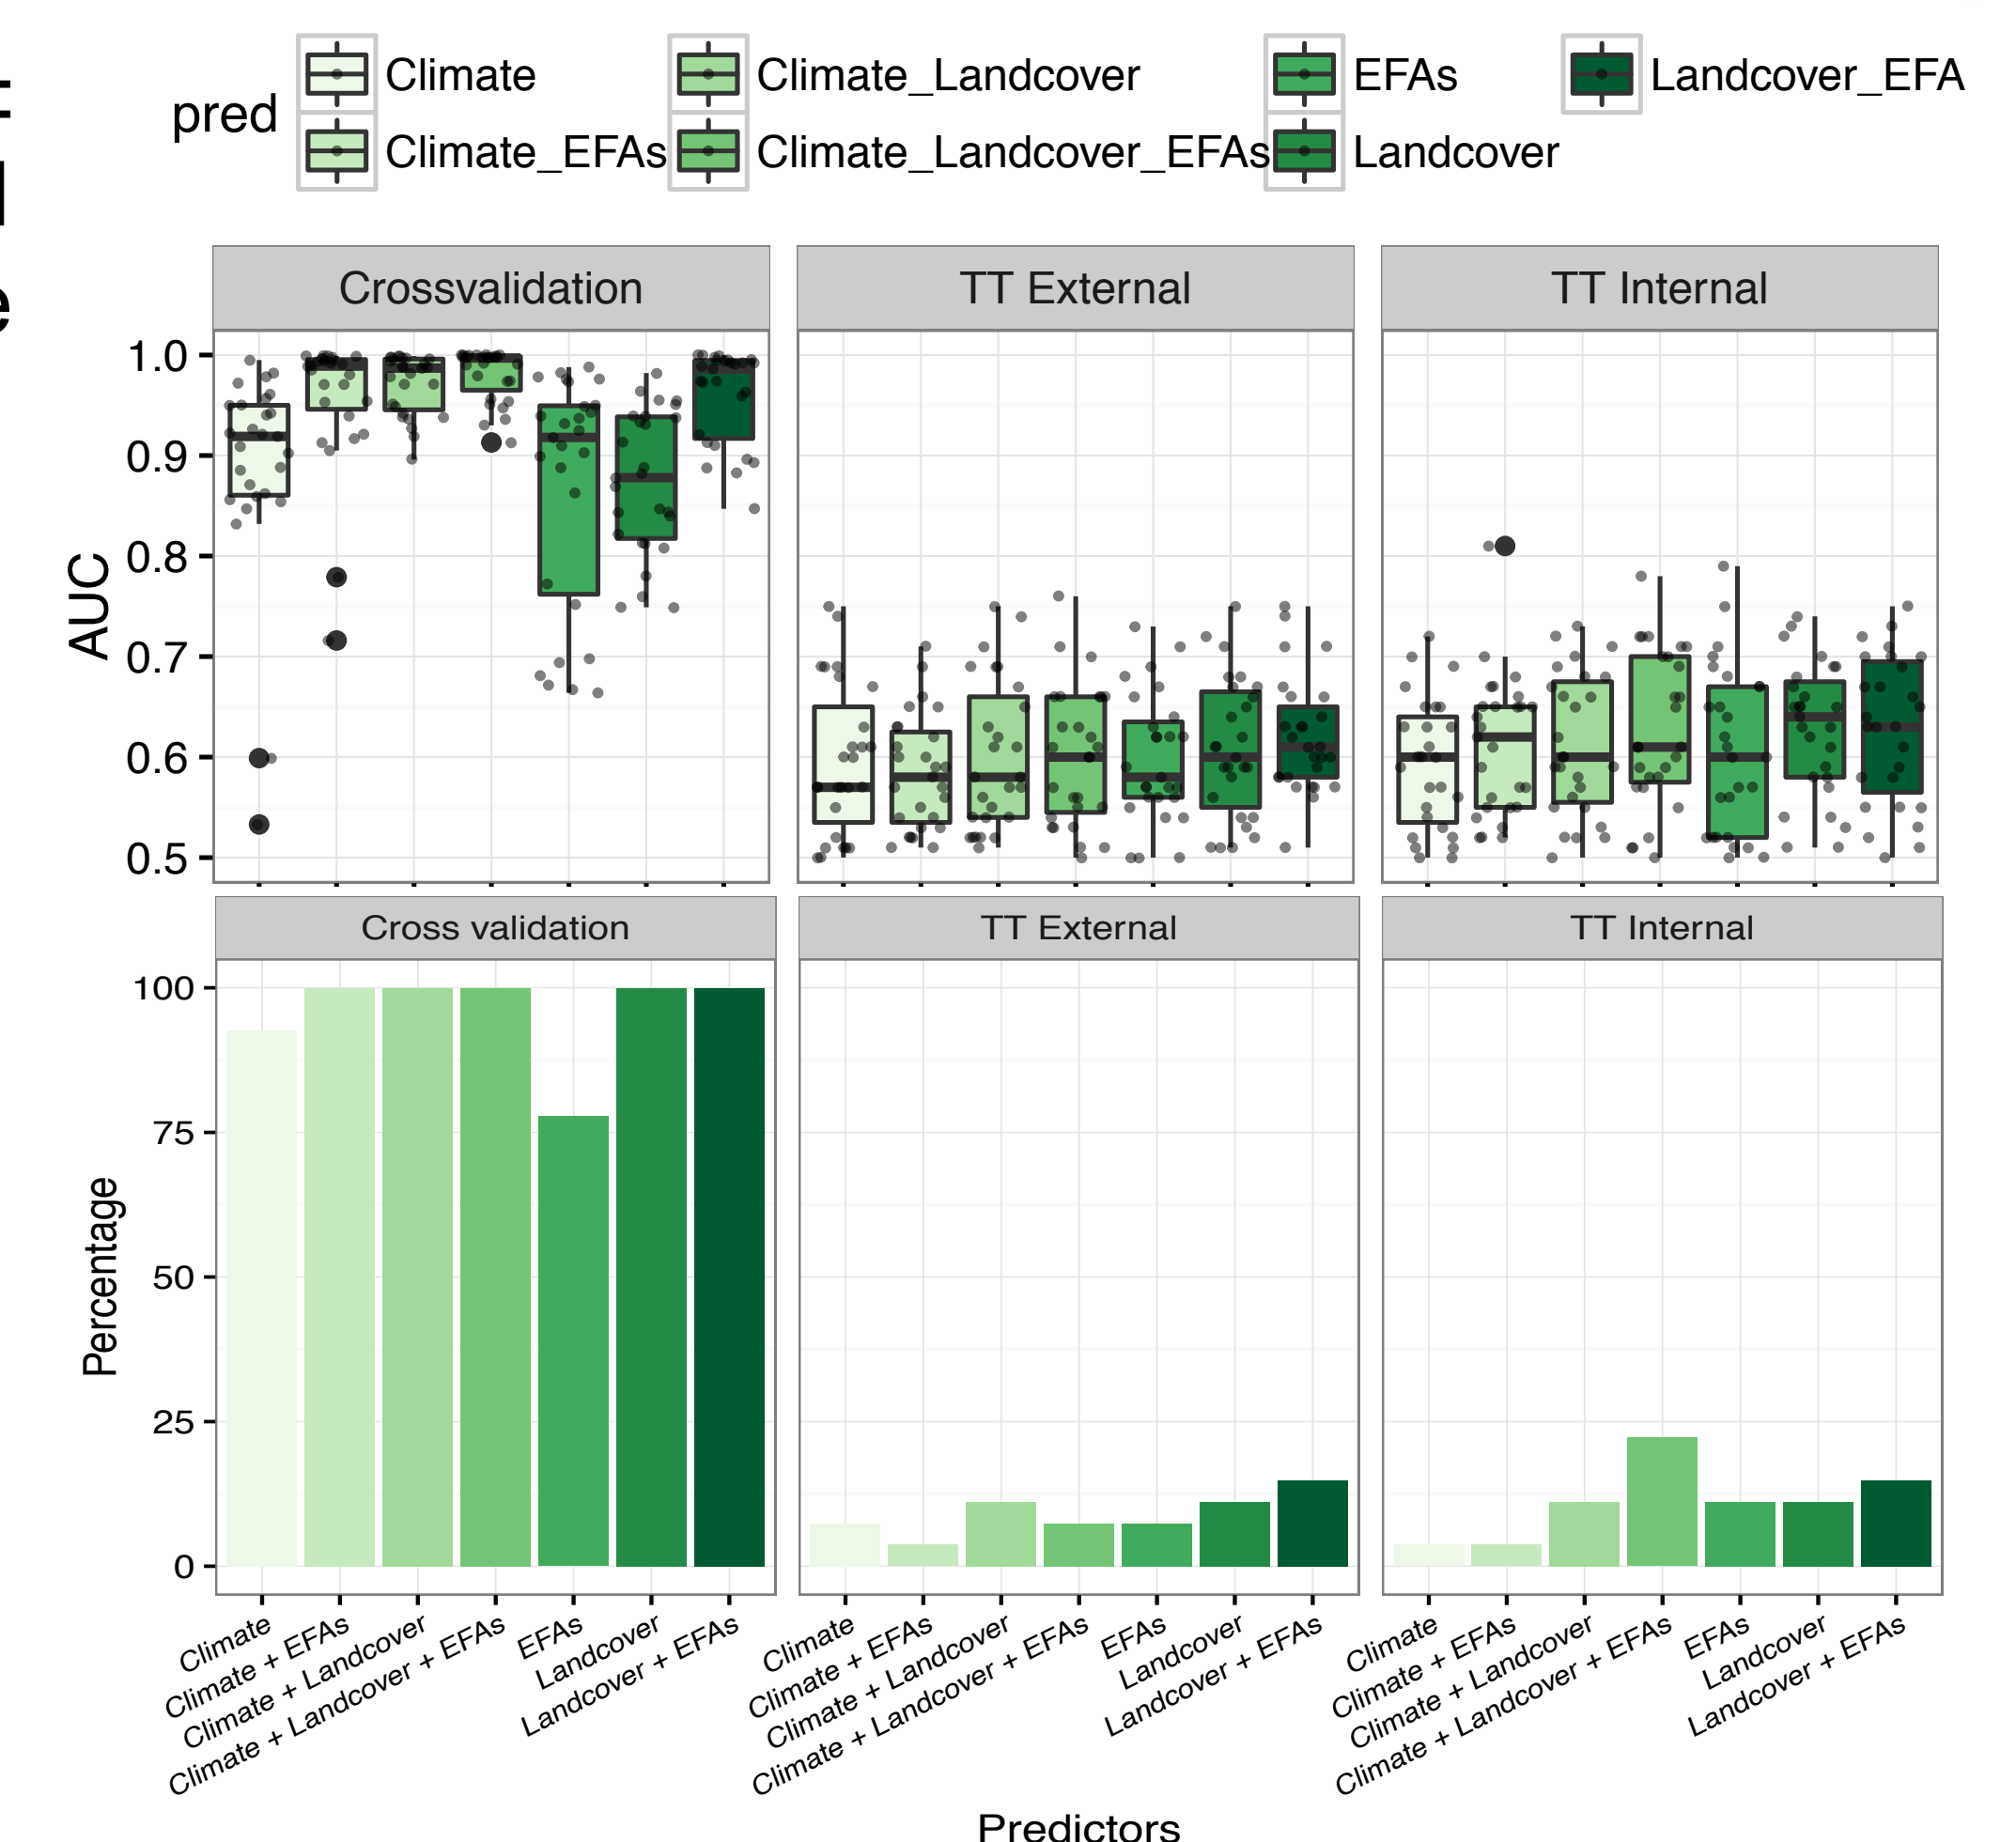 Climate
Climate_Landcover
EFAs
Landcover_EFA
pred
Climate_EFAs
Climate_Landcover_EFAs
Landcover
Crossvalidation
TT External
TT Internal
AUC
1.0
0.9
0.8
0.7
0.6
0.5
Cross validation
TT External
TT Internal
Percentage
100
75
50
25
0
Climate
Climate + EFAs
Climate + Landcover
Climate + Landcover + EFAs
EFAs
Landcover
Landcover + EFAs
Climate
Climate + EFAs
Climate + Landcover
Climate + Landcover + EFAs
EFAs
Landcover
Landcover + EFAs
Climate
Climate + EFAs
Climate + Landcover
Climate + Landcover + EFAs
EFAs
Landcover
Landcover + EFAs
Predictors